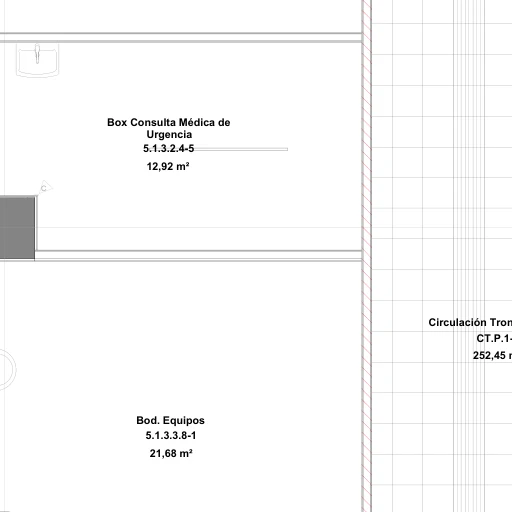 Box Consulta Médica de
Urgencia
5.1.3.2.4-5
12,92 m²
C
Circulación Tron
CT.P.1-
252,45 m
Bod. Equipos
5.1.3.3.8-1
21,68 m²